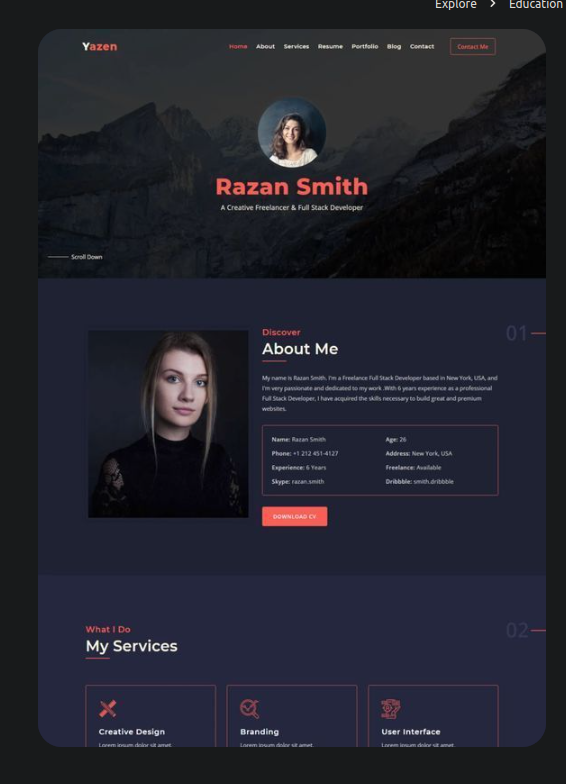 Explore > Education
Yazen
Home About Services Resume Portfolio Blog Contact Contact Me
Razan Smith
A Creative Freelancer & Full Stack Developer
Scroll Down
01
Discover
About Me
My name is Razan Smith. I'm a Freelance Full Stack Developer based in New York, USA, and
I'm very passionate and dedicated to my work .With 6 years experience as a professional
Full Stack Developer, I have acquired the skills necessary to build great and premium
websites.
Name: Razan Smith Age: 26
Phone: +1 212 451-4127 Address: New York, USA
Experience: 6 Years Freelance: Available
Skype: razan.smith Dribbble: smith.dribbble
DOWNLOAD CV
02
What I Do
My Services
Creative Design Branding User Interface
Lorem ipsum dolor sit amet, Lorem ipsum dolor sit amet, Lorem ipsum dolor sit amet,